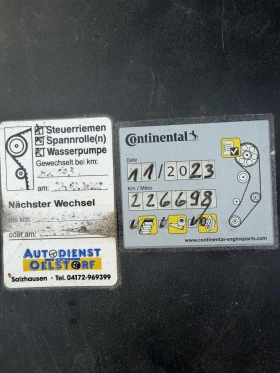 Steuerriemen
Spannrolle(n)
Wasserpumpe
Gewechselt bei km:
am:
Nächster Wechsel
bei km:
oder am:
AUTODIENST
OELSTORF
Salzhausen • Tel. 04172-969399
Continental
Date
11/2023
Km / Miles
226698
www.continental-engineparts.com